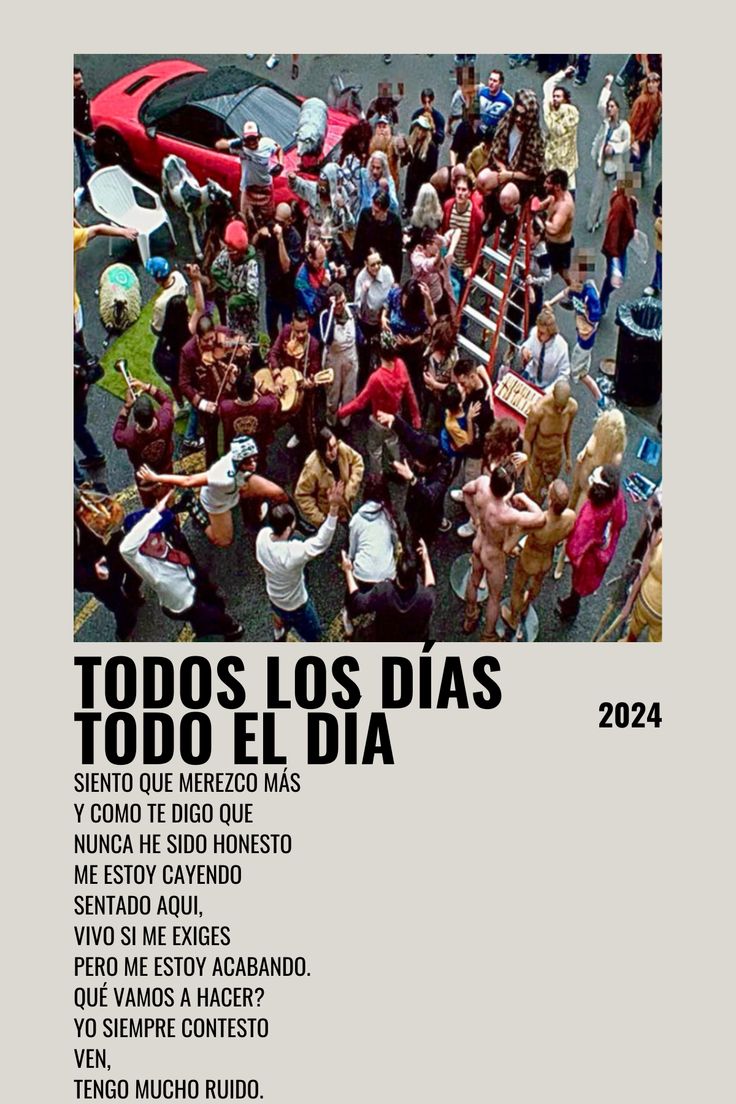 TODOS LOS DÍAS
TODO EL DÍA
2024
SIENTO QUE MEREZCO MÁS
Y COMO TE DIGO QUE
NUNCA HE SIDO HONESTO
ME ESTOY CAYENDO
SENTADO AQUI,
VIVO SI ME EXIGES
PERO ME ESTOY ACABANDO.
QUÉ VAMOS A HACER?
YO SIEMPRE CONTESTO
VEN,
TENGO MUCHO RUIDO.